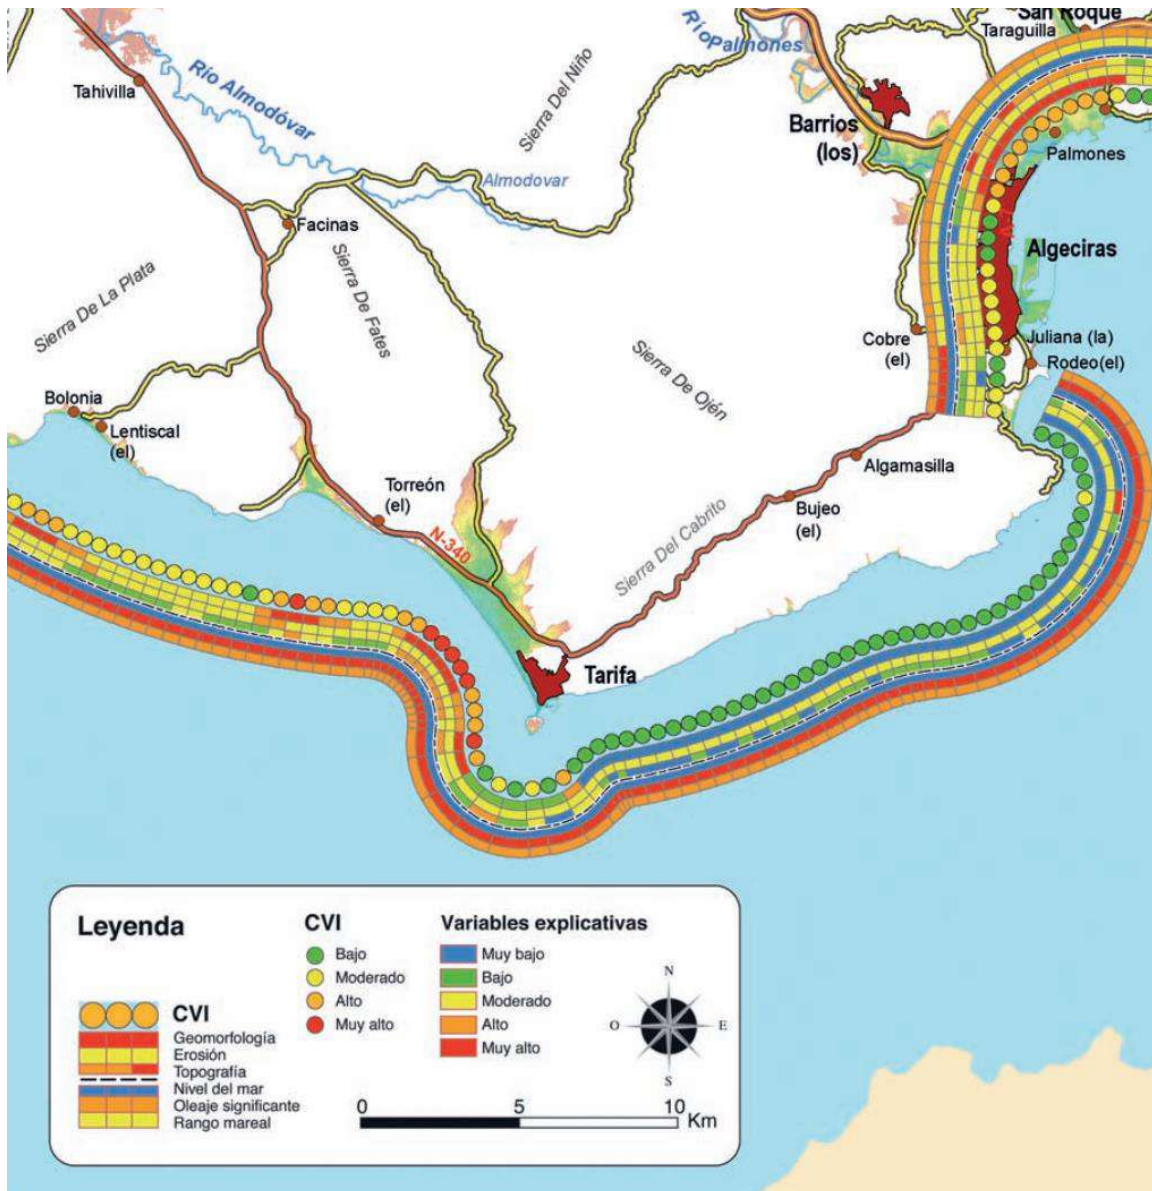 San Roque
Taraguilla
Río Palmones
Tahivilla
Río Almodóvar
Sierra Del Niño
Barrios
(los)
Palmones
Almodovar
Facinas
Algeciras
Sierra De La Plata
Sierra De Fates
Cobre
(el)
Juliana (la)
Rodeo(el)
Sierra De Ojén
Bolonia
Lentiscal
(el)
Algamasilla
Torreón
(el)
N-340
Bujeo
(el)
Sierra Del Cabrito
Tarifa
Leyenda
CVI
Geomorfología
Erosión
Topografía
Nivel del mar
Oleaje significante
Rango mareal
CVI
Bajo
Moderado
Alto
Muy alto
Variables explicativas
Muy bajo
Bajo
Moderado
Alto
Muy alto
N
O
E
S
0 5 10
Km